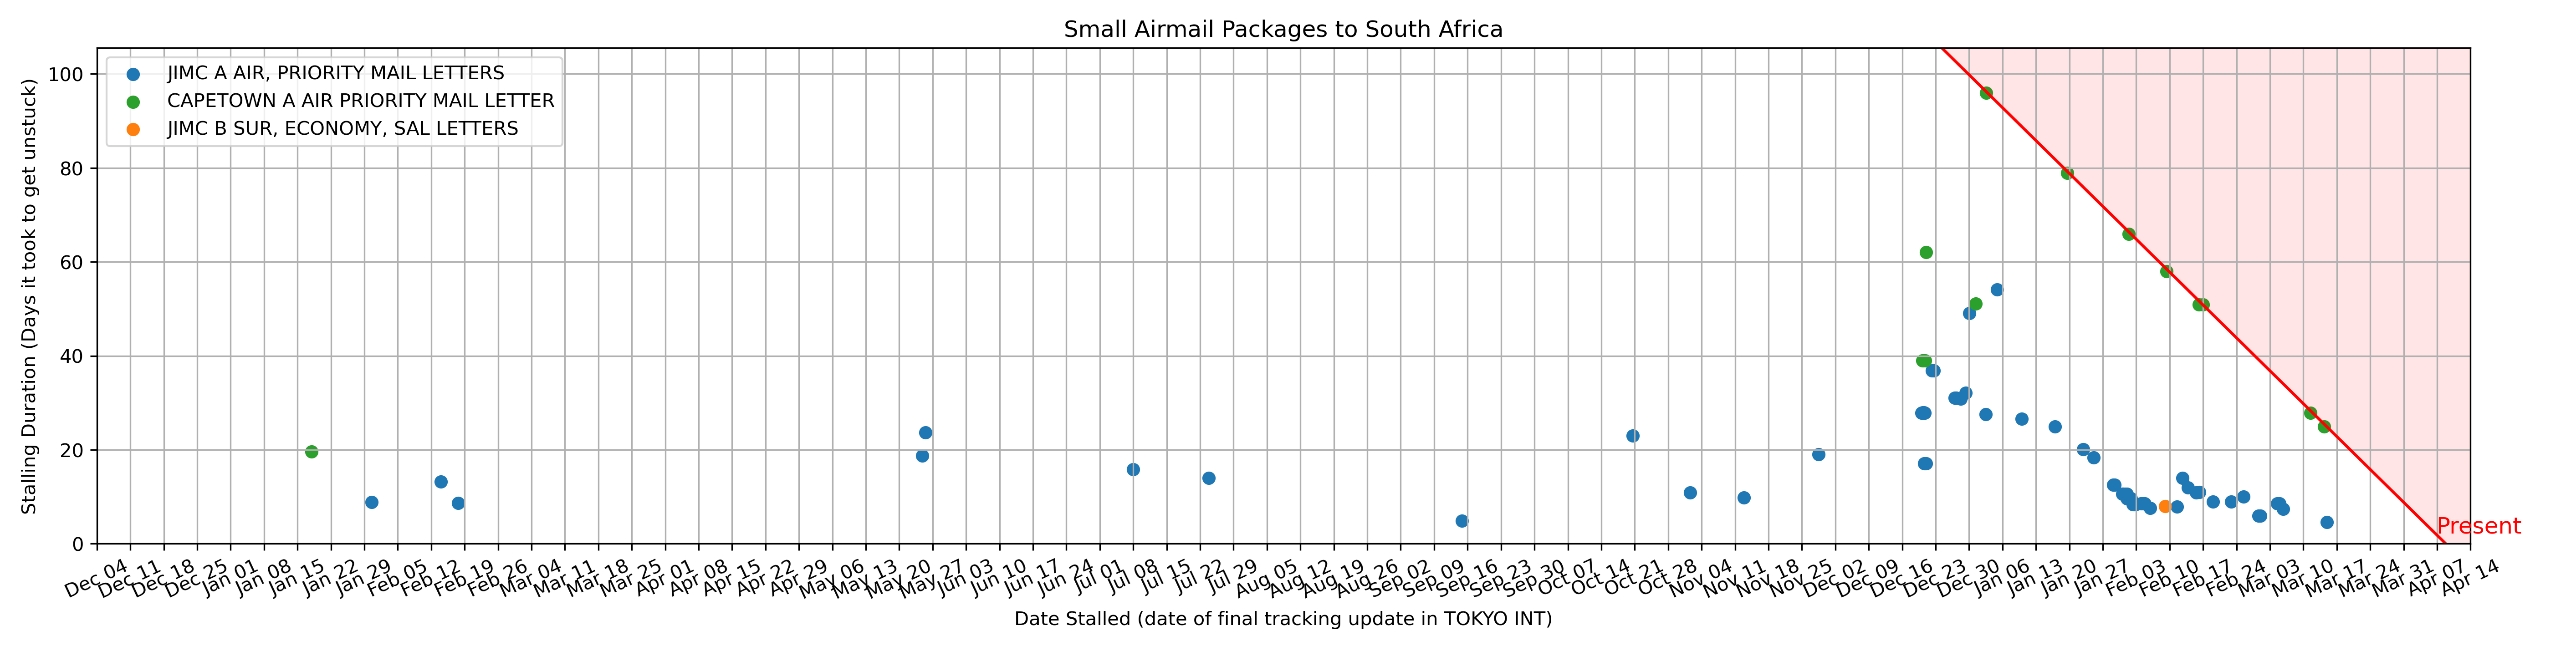 Small Airmail Packages to South Africa
JIMC A AIR, PRIORITY MAIL LETTERS
CAPETOWN A AIR PRIORITY MAIL LETTER
JIMC B SUR, ECONOMY, SAL LETTERS
Stalling Duration (Days it took to get unstuck)
100
80
60
40
20
0
Present
Dec 04
Dec 11
Dec 18
Dec 25
Jan 01
Jan 08
Jan 15
Jan 22
Jan 29
Feb 05
Feb 12
Feb 19
Feb 26
Mar 04
Mar 11
Mar 18
Mar 25
Apr 01
Apr 08
Apr 15
Apr 22
Apr 29
May 06
May 13
May 20
May 27
Jun 03
Jun 10
Jun 17
Jun 24
Jul 01
Jul 08
Jul 15
Jul 22
Jul 29
Aug 05
Aug 12
Aug 19
Aug 26
Sep 02
Sep 09
Sep 16
Sep 23
Sep 30
Oct 07
Oct 14
Oct 21
Oct 28
Nov 04
Nov 11
Nov 18
Nov 25
Dec 02
Dec 09
Dec 16
Dec 23
Dec 30
Jan 06
Jan 13
Jan 20
Jan 27
Feb 03
Feb 10
Feb 17
Feb 24
Mar 03
Mar 10
Mar 17
Mar 24
Mar 31
Apr 07
Apr 14
Date Stalled (date of final tracking update in TOKYO INT)